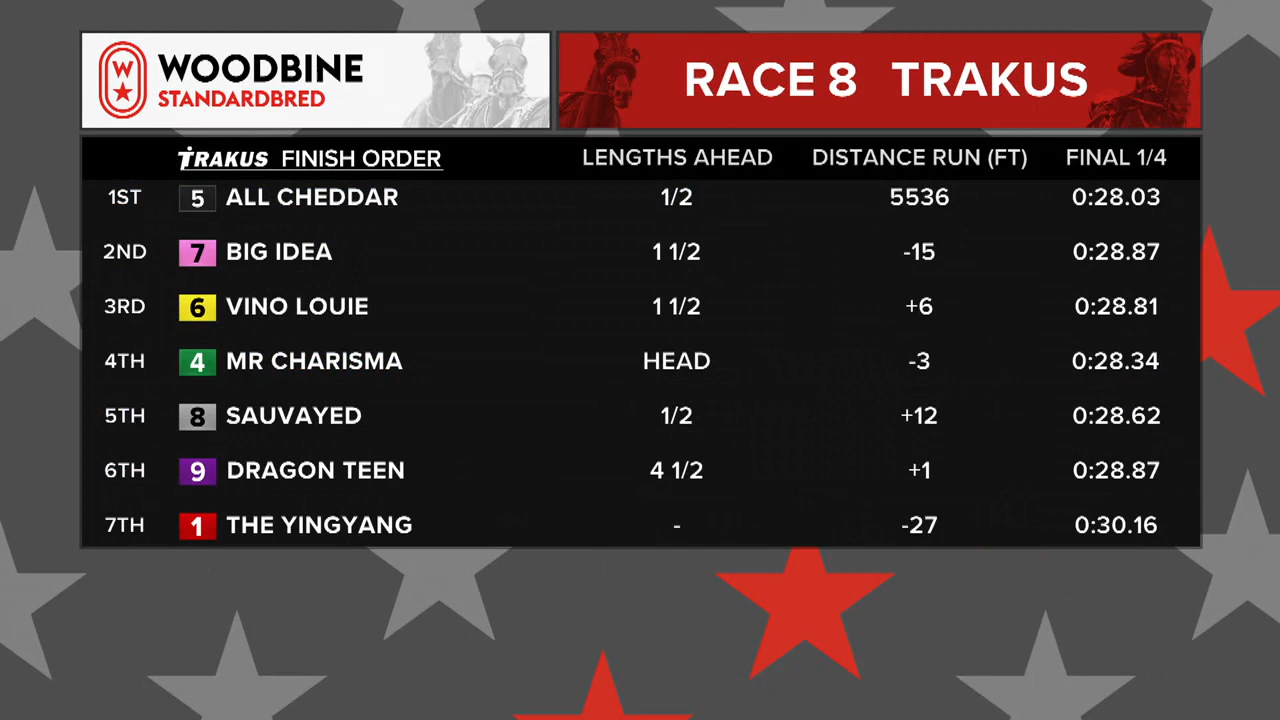 W
WOODBINE
STANDARDBRED
RACE 8 TRAKUS
TRAKUS FINISH ORDER LENGTHS AHEAD DISTANCE RUN (FT) FINAL 1/4
1ST 5 ALL CHEDDAR 1/2 5536 0:28.03
2ND 7 BIG IDEA 1 1/2 -15 0:28.87
3RD 6 VINO LOUIE 1 1/2 +6 0:28.81
4TH 4 MR CHARISMA HEAD -3 0:28.34
5TH 8 SAUVAYED 1/2 +12 0:28.62
6TH 9 DRAGON TEEN 4 1/2 +1 0:28.87
7TH 1 THE YINGYANG - -27 0:30.16